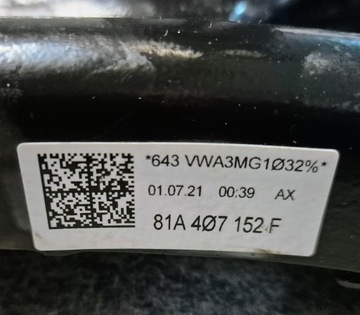 *643 VWA3MG1Ø32%*
01.07.21 00:39 AX
81A 4Ø7 152 F